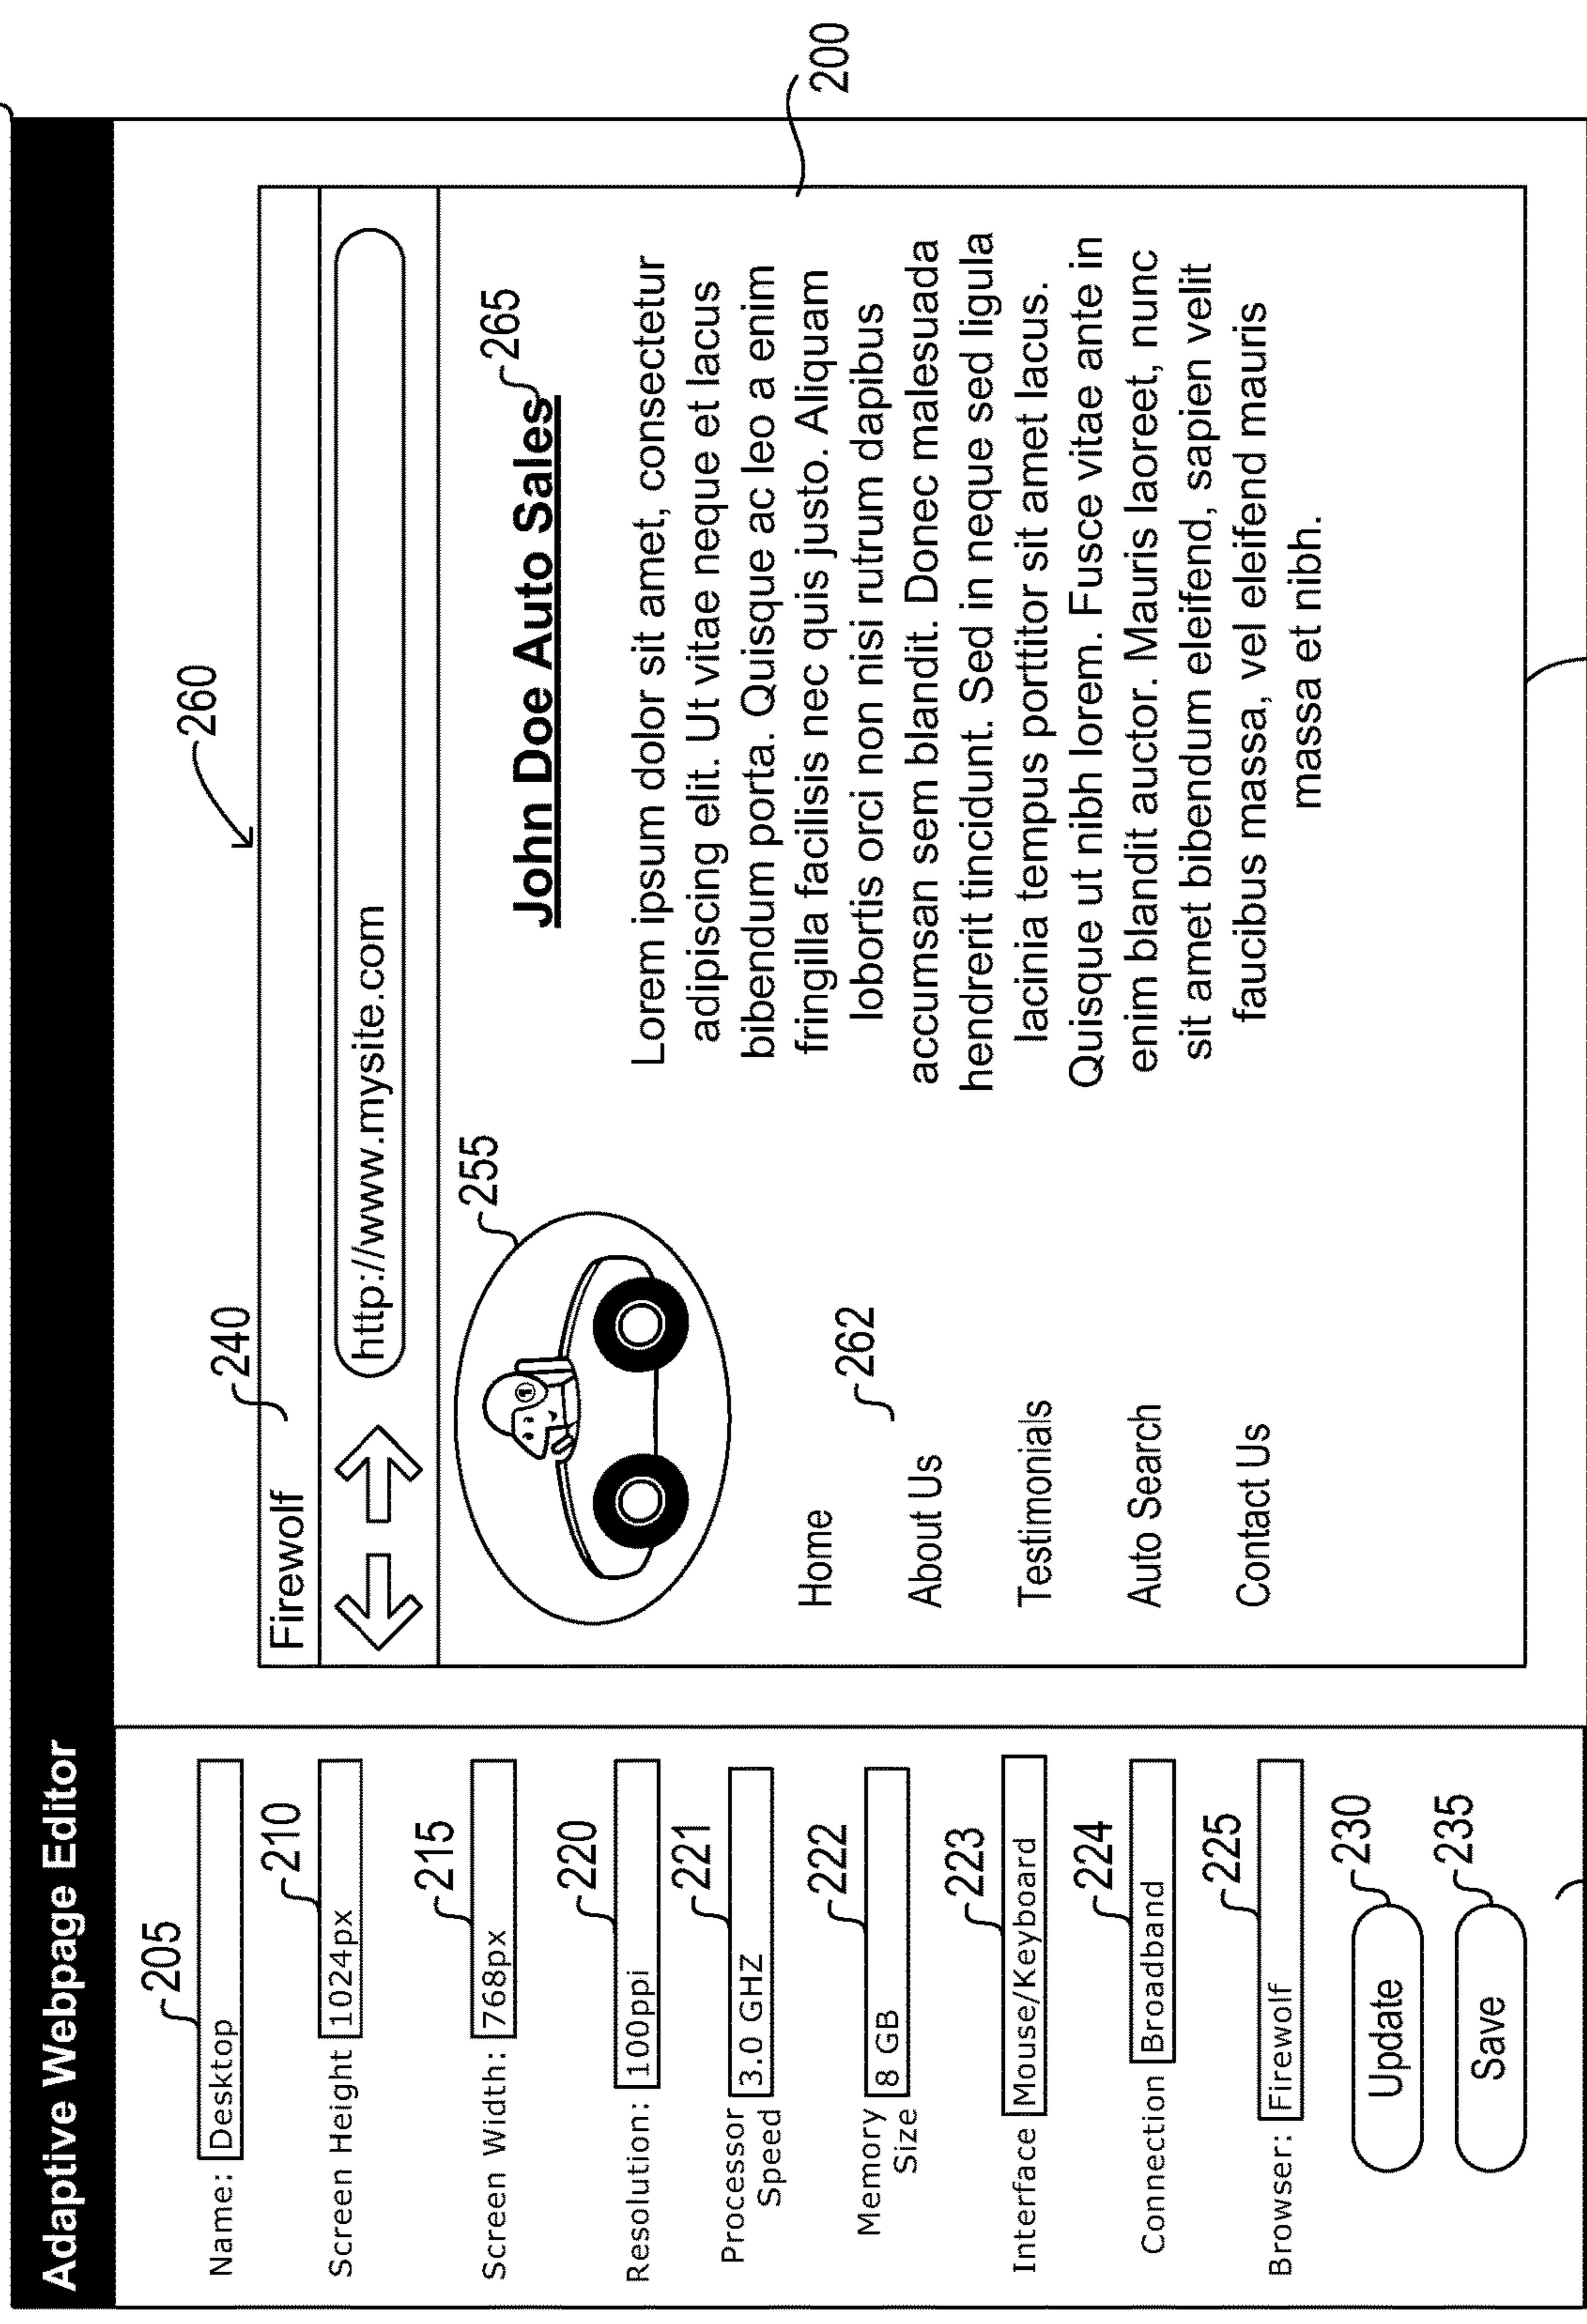 Adaptive Webpage Editor
205
Name: Desktop
210
Screen Height 1024px
215
Screen Width: 768px
220
Resolution: 100ppi
221
Processor Speed 3.0 GHZ
222
Memory Size 8 GB
223
Interface Mouse/Keyboard
224
Connection Broadband
225
Browser: Firewolf
230
Update
235
Save
260
240
Firewolf
http://www.mysite.com
200
255
262
Home
About Us
Testimonials
Auto Search
Contact Us
265
John Doe Auto Sales
Lorem ipsum dolor sit amet, consectetur
adipiscing elit. Ut vitae neque et lacus
bibendum porta. Quisque ac leo a enim
fringilla facilisis nec quis justo. Aliquam
lobortis orci non nisi rutrum dapibus
accumsan sem blandit. Donec malesuada
hendrerit tincidunt. Sed in neque sed ligula
lacinia tempus porttitor sit amet lacus.
Quisque ut nibh lorem. Fusce vitae ante in
enim blandit auctor. Mauris laoreet, nunc
sit amet bibendum eleifend, sapien velit
faucibus massa, vel eleifend mauris
massa et nibh.